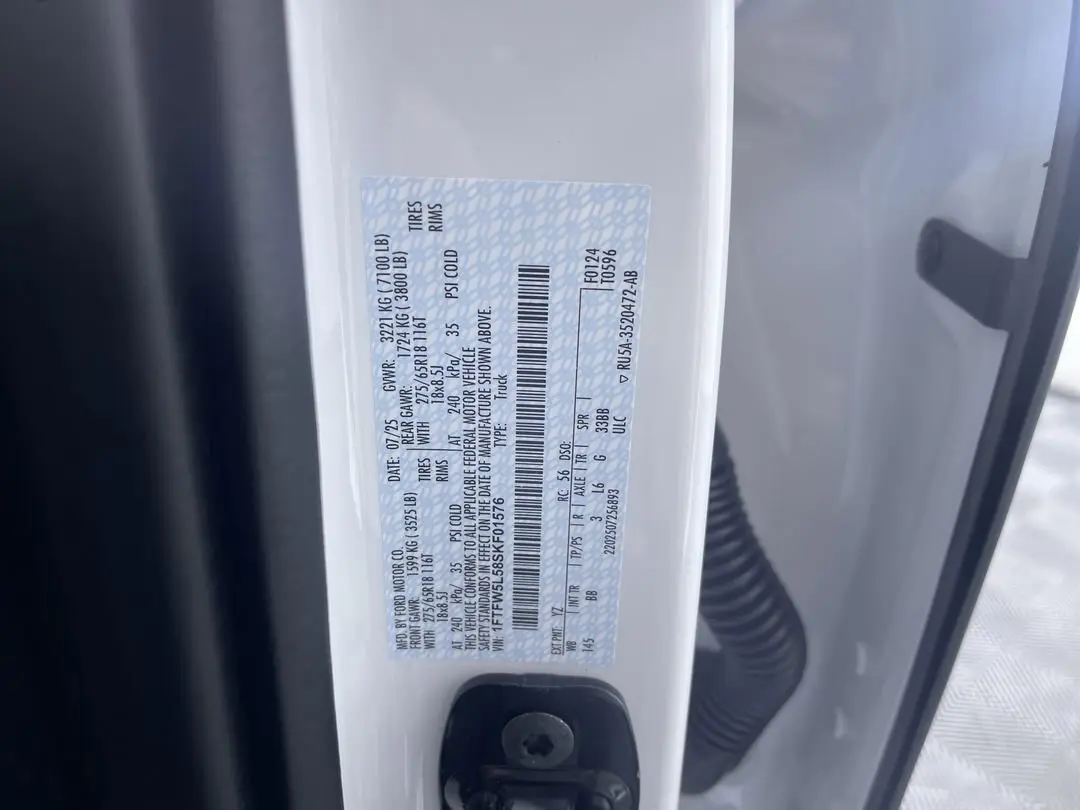 MFD. BY FORD MOTOR CO. DATE: 07/25 GVWR: 3221 KG ( 7100 LB)
FRONT GAWR: 1599 KG ( 3525 LB) REAR GAWR: 1724 KG ( 3800 LB)
WITH 275/65R18 116T TIRES WITH 275/65R18 116T TIRES
18x8.5J RIMS 18x8.5J RIMS
AT 240 kPa/ 35 PSI COLD AT 240 kPa/ 35 PSI COLD
THIS VEHICLE CONFORMS TO ALL APPLICABLE FEDERAL MOTOR VEHICLE
SAFETY STANDARDS IN EFFECT ON THE DATE OF MANUFACTURE SHOWN ABOVE.
VIN: 1FTFW5L58SKF01576 TYPE: Truck
EXT PNT: YZ RC: 56 DSO:
WB INT TR TP/PS R AXLE TR SPR F0124
145 BB 3 L6 G 33BB T0596
2202507256893 ULC
RU5A-3520472-AB